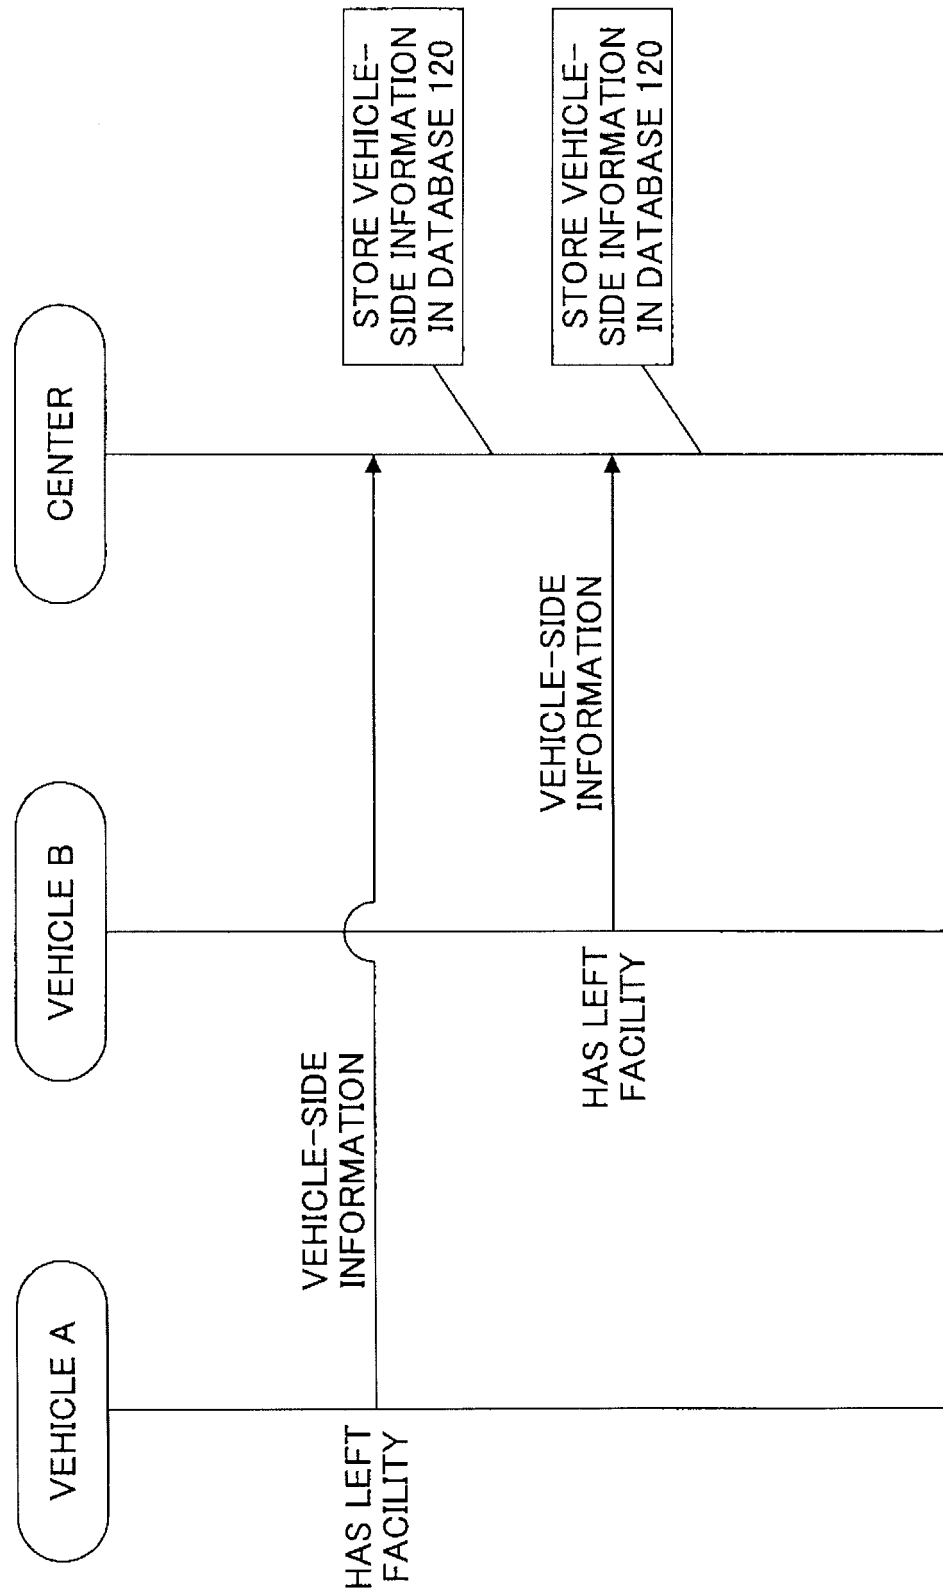 VEHICLE A
VEHICLE B
CENTER
HAS LEFT
FACILITY
VEHICLE-SIDE
INFORMATION
STORE VEHICLE-
SIDE INFORMATION
IN DATABASE 120
HAS LEFT
FACILITY
VEHICLE-SIDE
INFORMATION
STORE VEHICLE-
SIDE INFORMATION
IN DATABASE 120